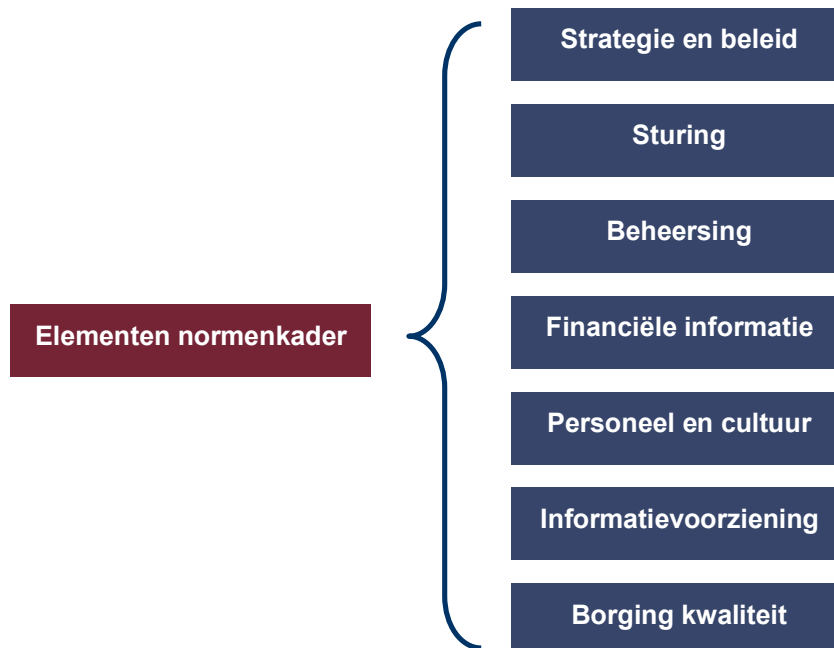 Elementen normenkader
Strategie en beleid
Sturing
Beheersing
Financiële informatie
Personeel en cultuur
Informatievoorziening
Borging kwaliteit